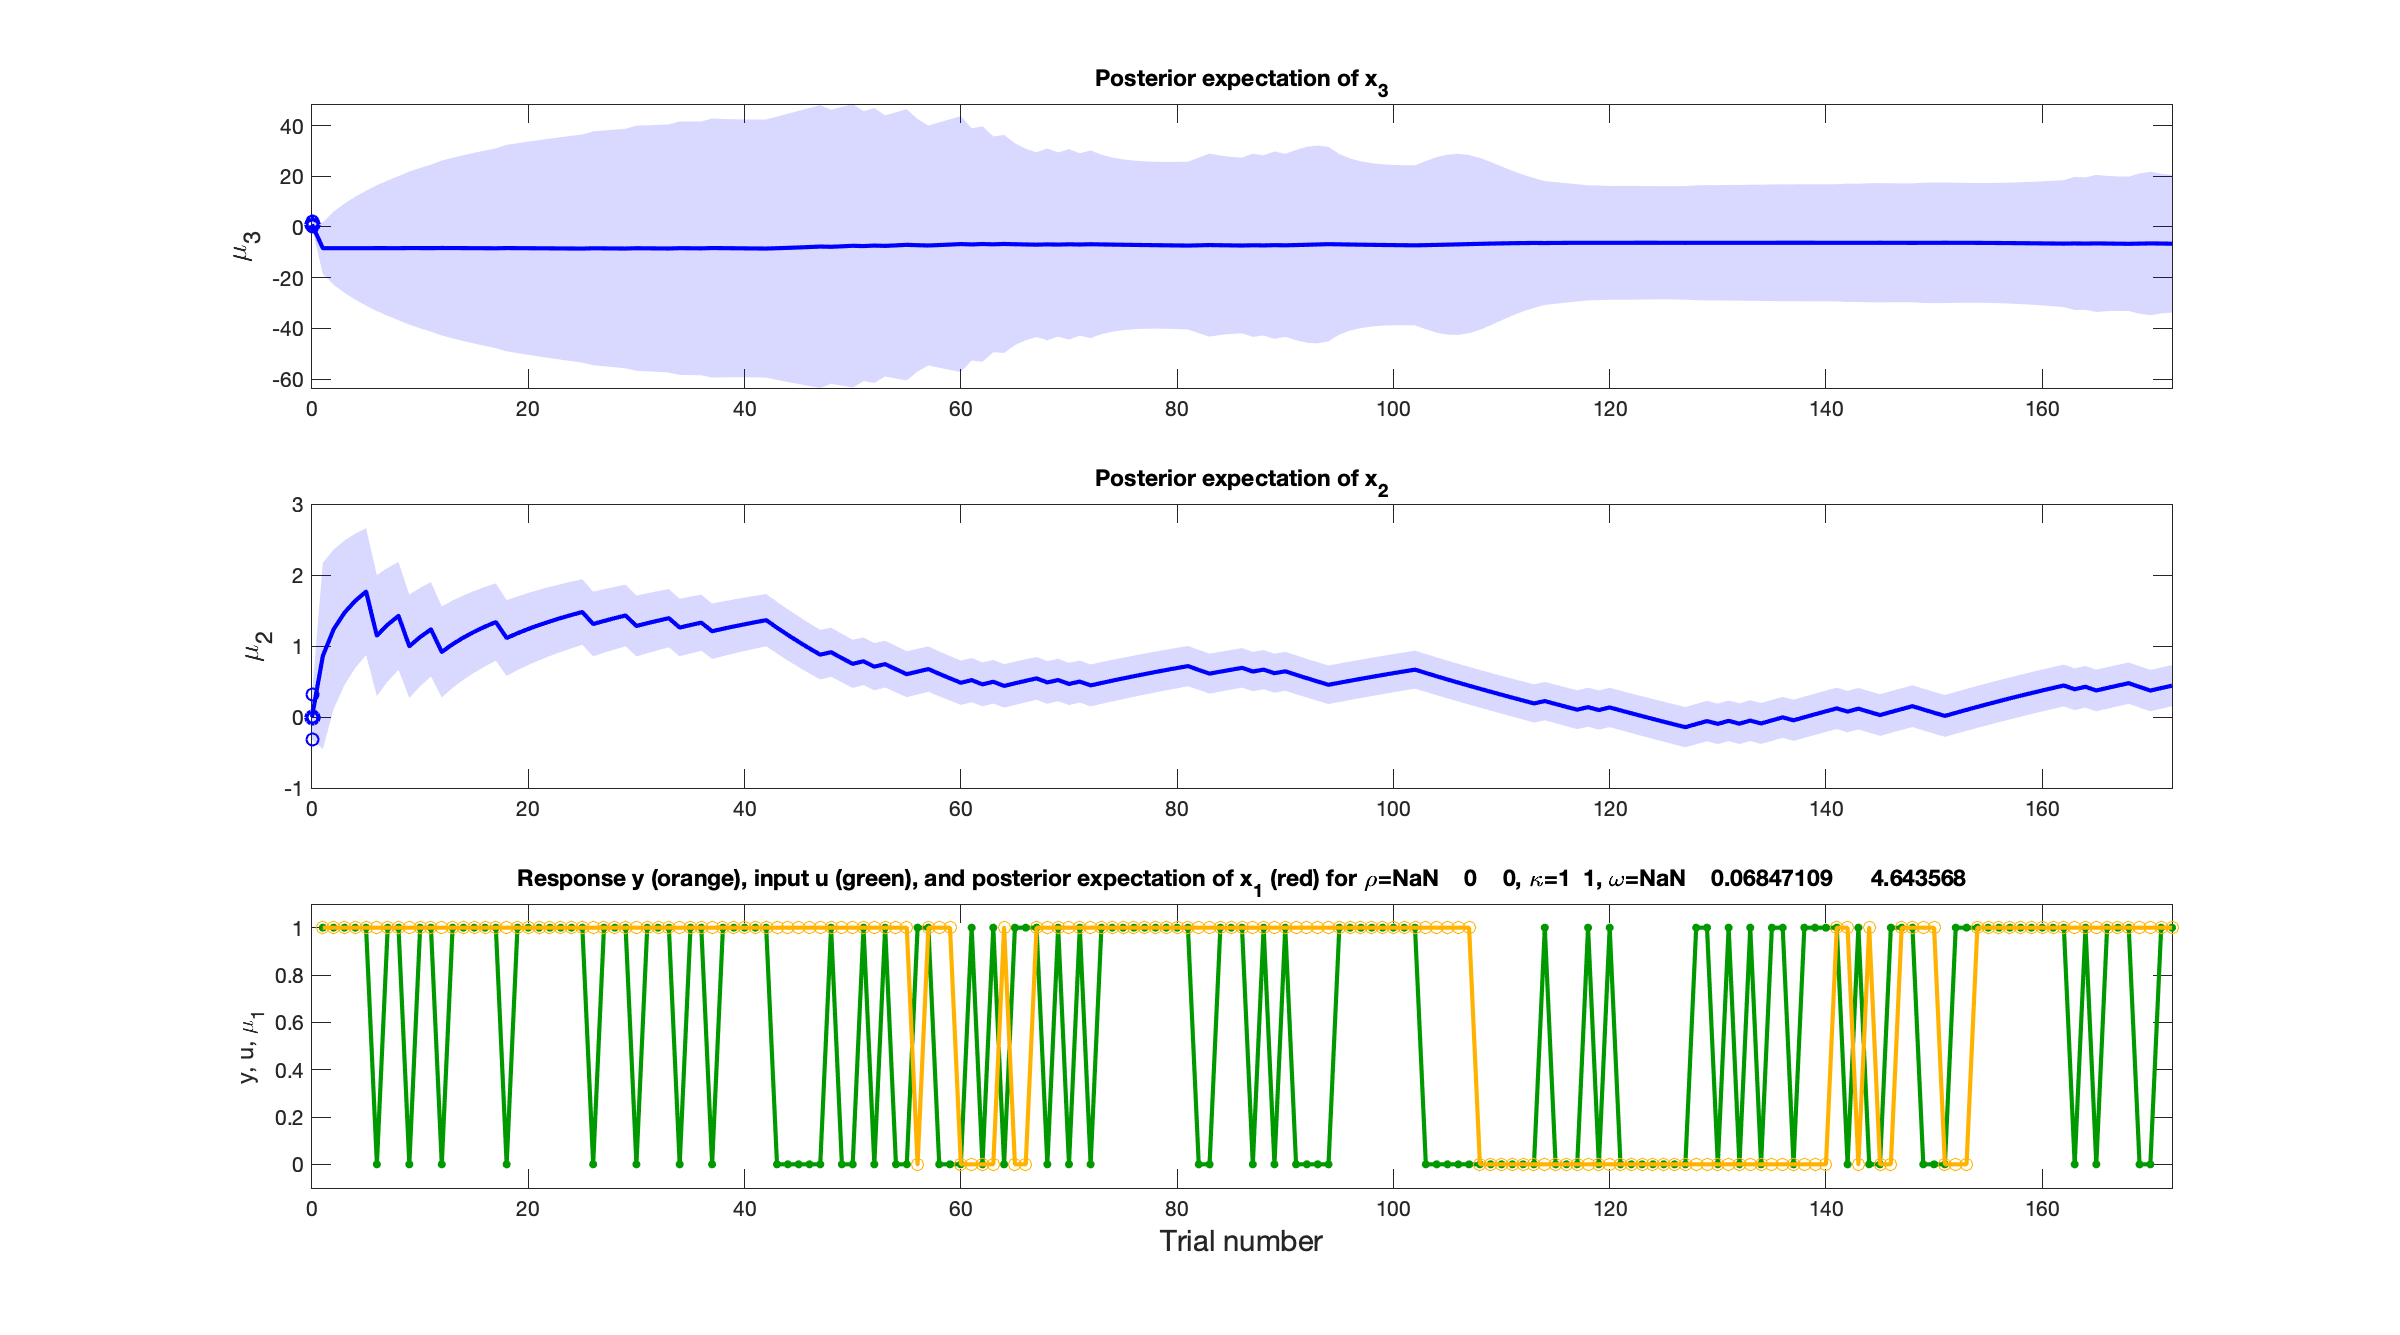 Posterior expectation of x3
μ3
40
20
0
-20
-40
-60
0 20 40 60 80 100 120 140 160
Posterior expectation of x2
μ2
3
2
1
0
-1
0 20 40 60 80 100 120 140 160
Response y (orange), input u (green), and posterior expectation of x1 (red) for ρ=NaN 0 0, κ=1 1, ω=NaN 0.06847109 4.643568
y, u, μ1
1
0.8
0.6
0.4
0.2
0
0 20 40 60 80 100 120 140 160
Trial number